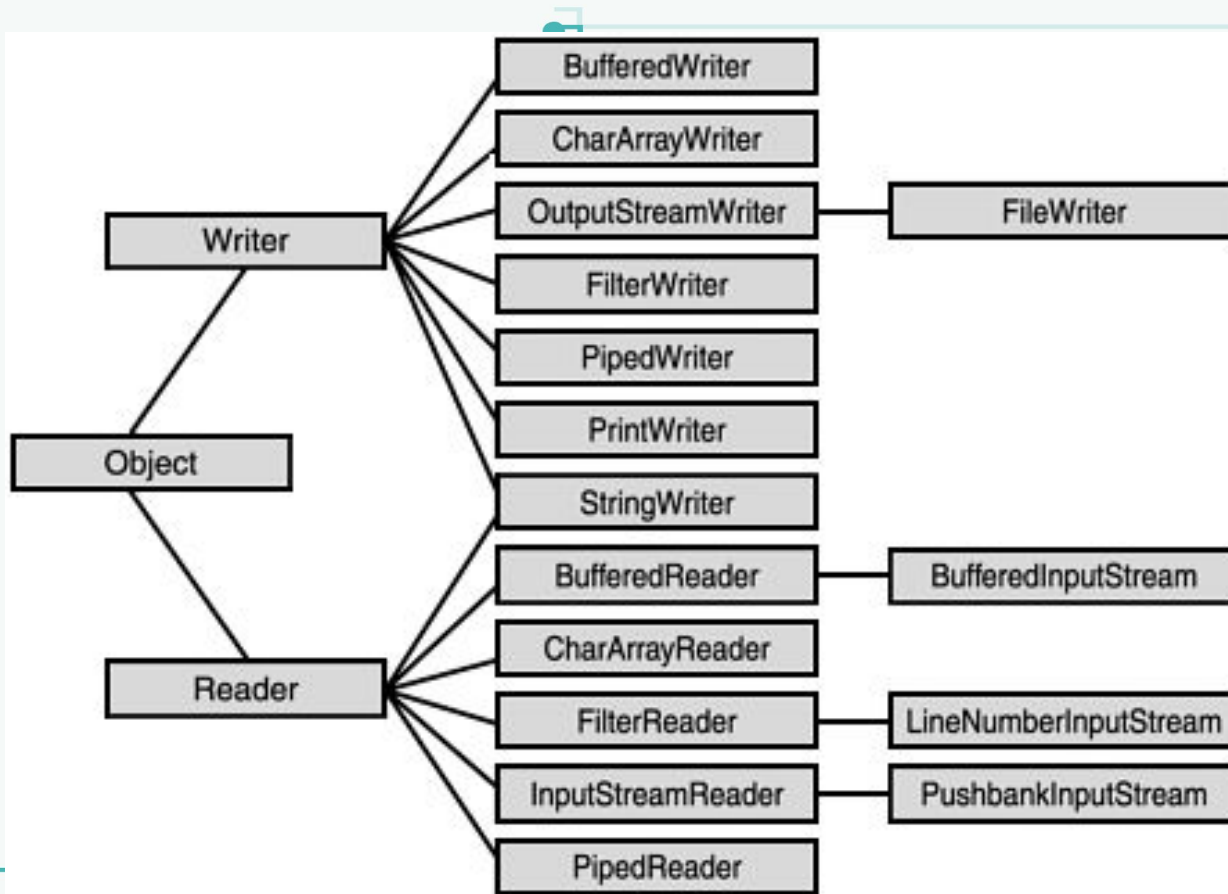 BufferedWriter
CharArrayWriter
OutputStreamWriter
FileWriter
Writer
FilterWriter
PipedWriter
PrintWriter
Object
StringWriter
BufferedReader
BufferedInputStream
CharArrayReader
Reader
FilterReader
LineNumberInputStream
InputStreamReader
PushbankInputStream
PipedReader